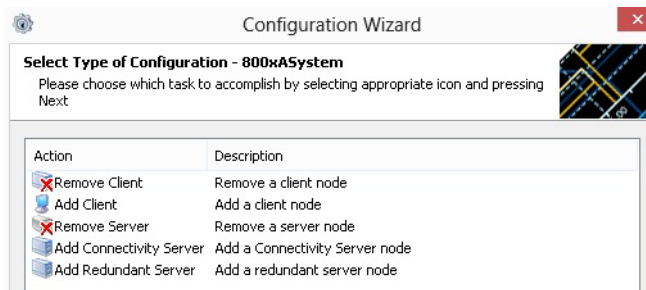 Configuration Wizard
Select Type of Configuration - 800xASystem
Please choose which task to accomplish by selecting appropriate icon and pressing
Next
Action Description
Remove Client Remove a client node
Add Client Add a client node
Remove Server Remove a server node
Add Connectivity Server Add a Connectivity Server node
Add Redundant Server Add a redundant server node